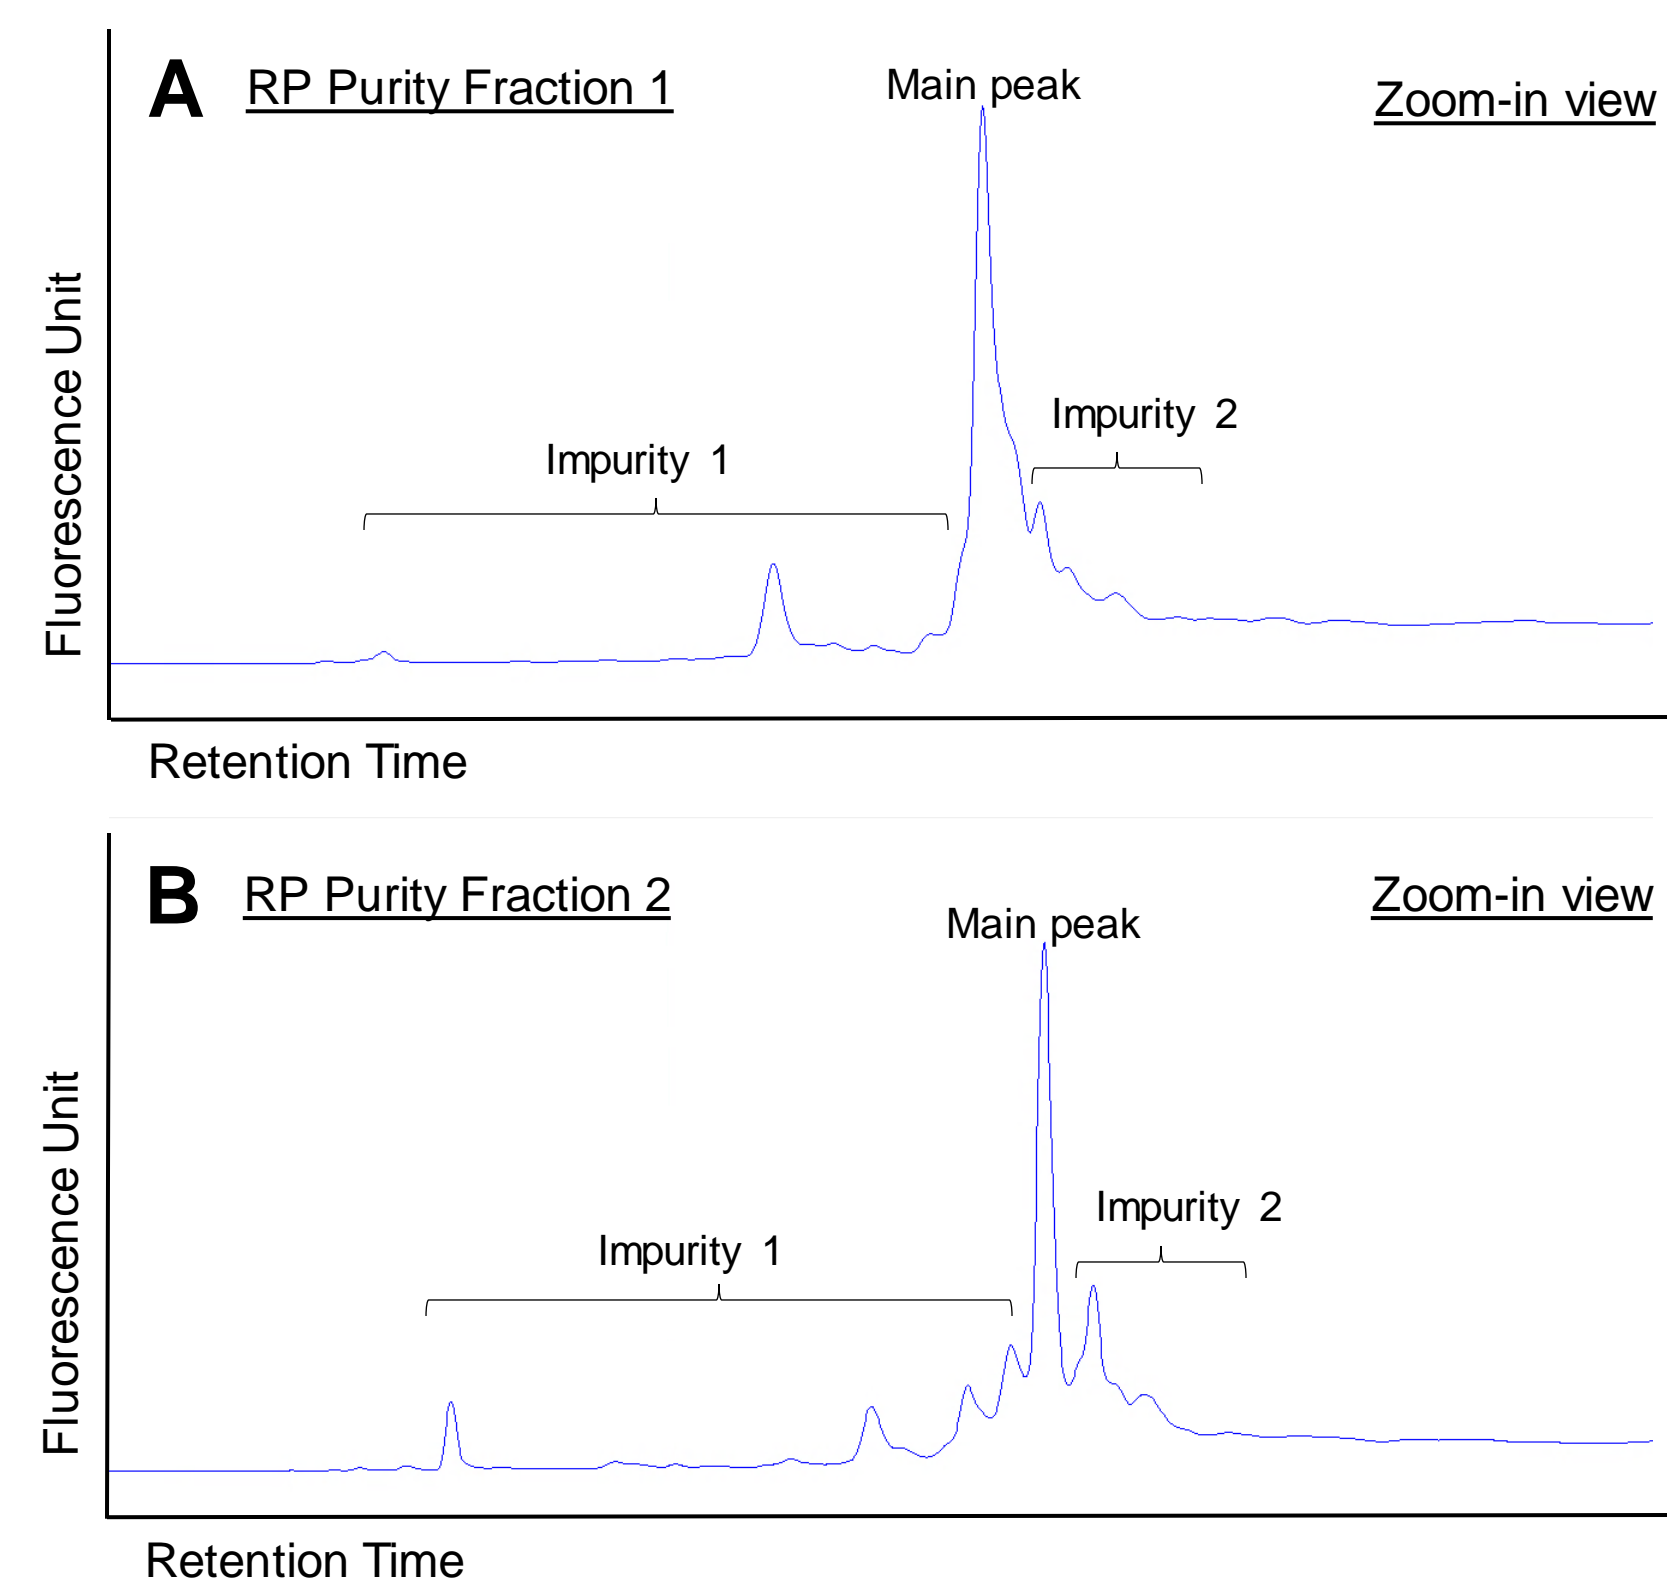 A
RP Purity Fraction 1
Main peak
Zoom-in view
Impurity 2
Impurity 1
Fluorescence Unit
Retention Time
B
RP Purity Fraction 2
Main peak
Zoom-in view
Impurity 2
Impurity 1
Fluorescence Unit
Retention Time